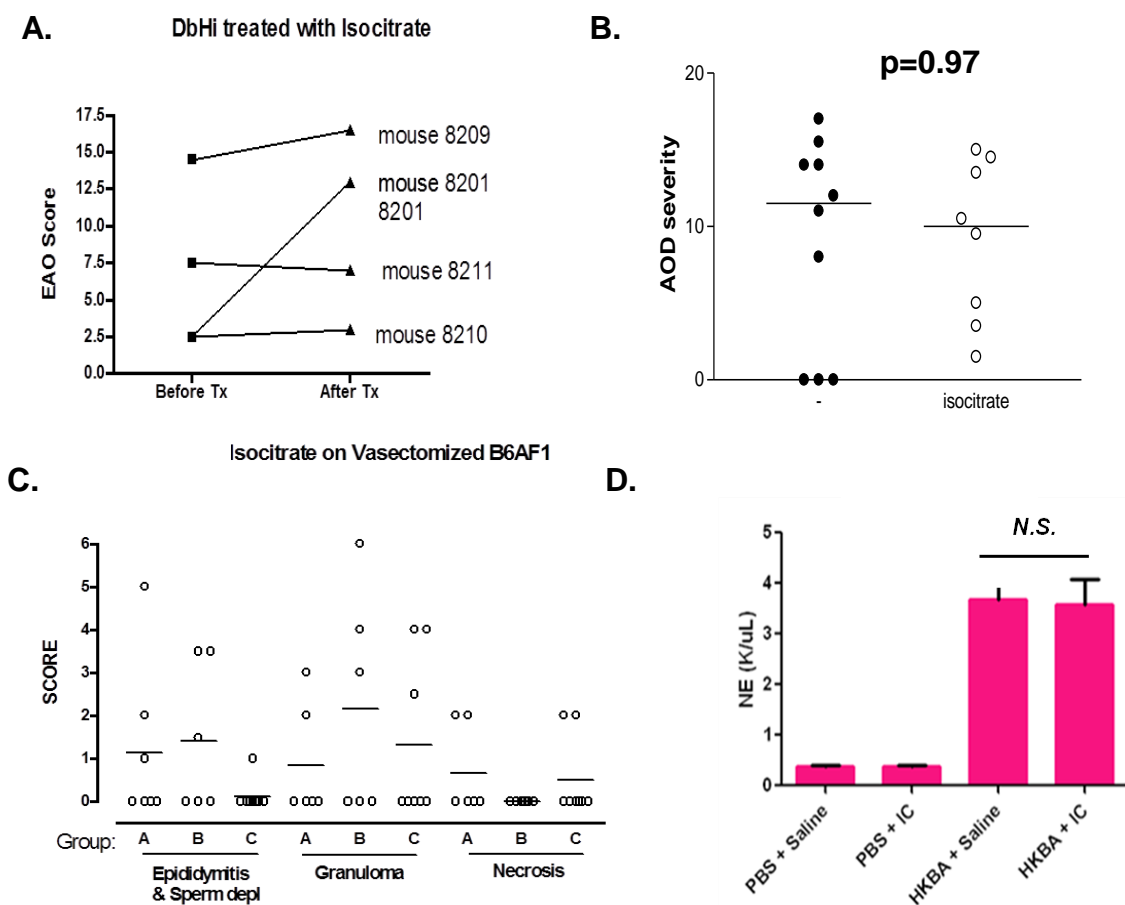 A.
DbHi treated with Isocitrate
EAO Score
17.5
15.0
12.5
10.0
7.5
5.0
2.5
0.0
Before Tx
After Tx
mouse 8209
mouse 8201
8201
mouse 8211
mouse 8210
B.
p=0.97
AOD severity
20
10
0
-
isocitrate
C.
Isocitrate on Vasectomized B6AF1
SCORE
6
5
4
3
2
1
0
Group: A B C A B C A B C
Epididymitis
& Sperm depl
Granuloma
Necrosis
D.
N.S.
NE (K/uL)
5
4
3
2
1
0
PBS + Saline
PBS + IC
HKBA + Saline
HKBA + IC